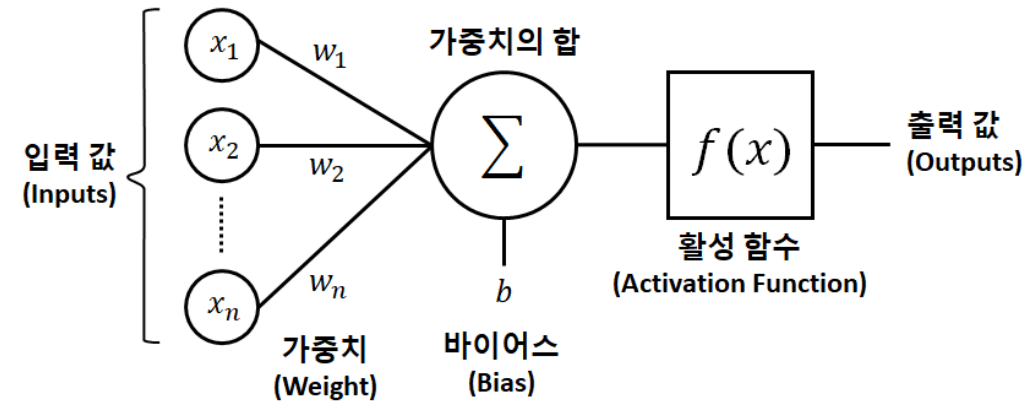 입력 값
(Inputs)
x₁
x₂
xₙ
w₁
w₂
wₙ
가중치
(Weight)
가중치의 합
∑
b
바이어스
(Bias)
f(x)
활성 함수
(Activation Function)
출력 값
(Outputs)